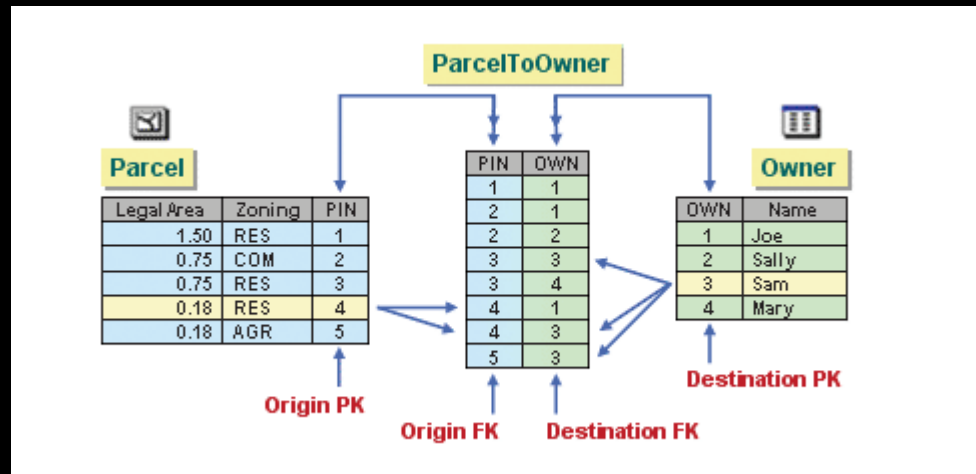 ParcelToOwner
Parcel
Legal Area Zoning PIN
1.50 RES 1
0.75 COM 2
0.75 RES 3
0.18 RES 4
0.18 AGR 5
Origin PK
PIN OWN
1 1
2 1
2 2
3 3
3 4
4 1
4 3
5 3
Origin FK
Destination FK
Owner
OWN Name
1 Joe
2 Sally
3 Sam
4 Mary
Destination PK